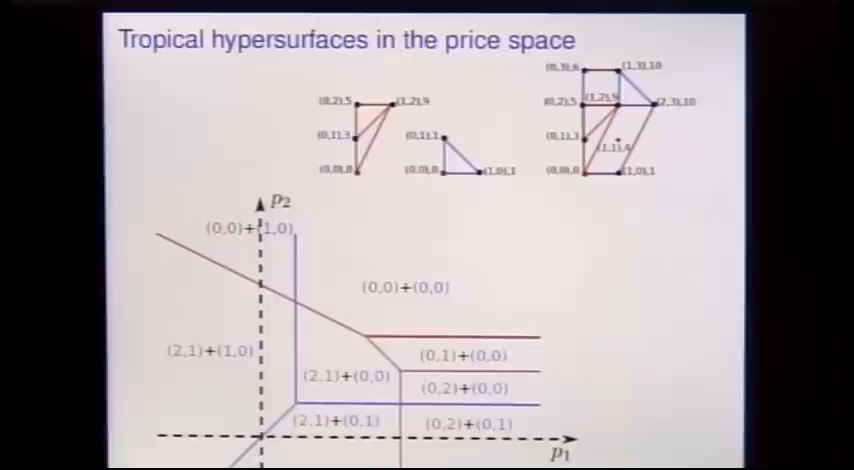 Tropical hypersurfaces in the price space
(0,3),6 (1,3),10
(0,2),5 (1,2),9 (0,2),5 (1,2),9 (2,3),10
(0,1),3 (0,1),1 (0,1),3
(1,1),4
(0,0),0 (0,0),0 (1,0),1 (0,0),0 (1,0),1
p₂
(0,0)+(1,0)
(0,0)+(0,0)
(2,1)+(1,0) (0,1)+(0,0)
(2,1)+(0,0) (0,2)+(0,0)
(2,1)+(0,1) (0,2)+(0,1)
p₁